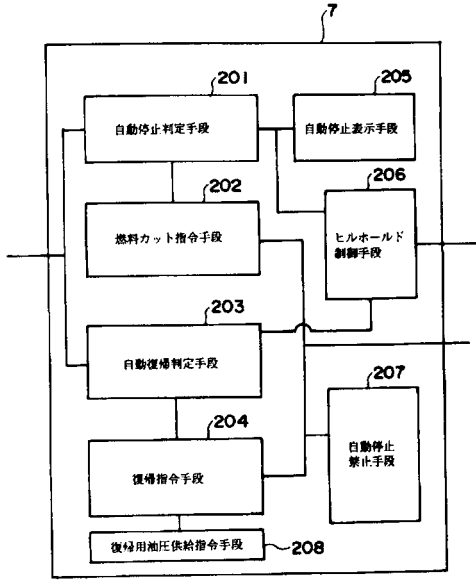 7
201
自動停止判定手段
205
自動停止表示手段
202
燃料カット指令手段
206
ヒルホールド
制御手段
203
自動復帰判定手段
204
復帰指令手段
207
自動停止
禁止手段
復帰用油圧供給指令手段
208